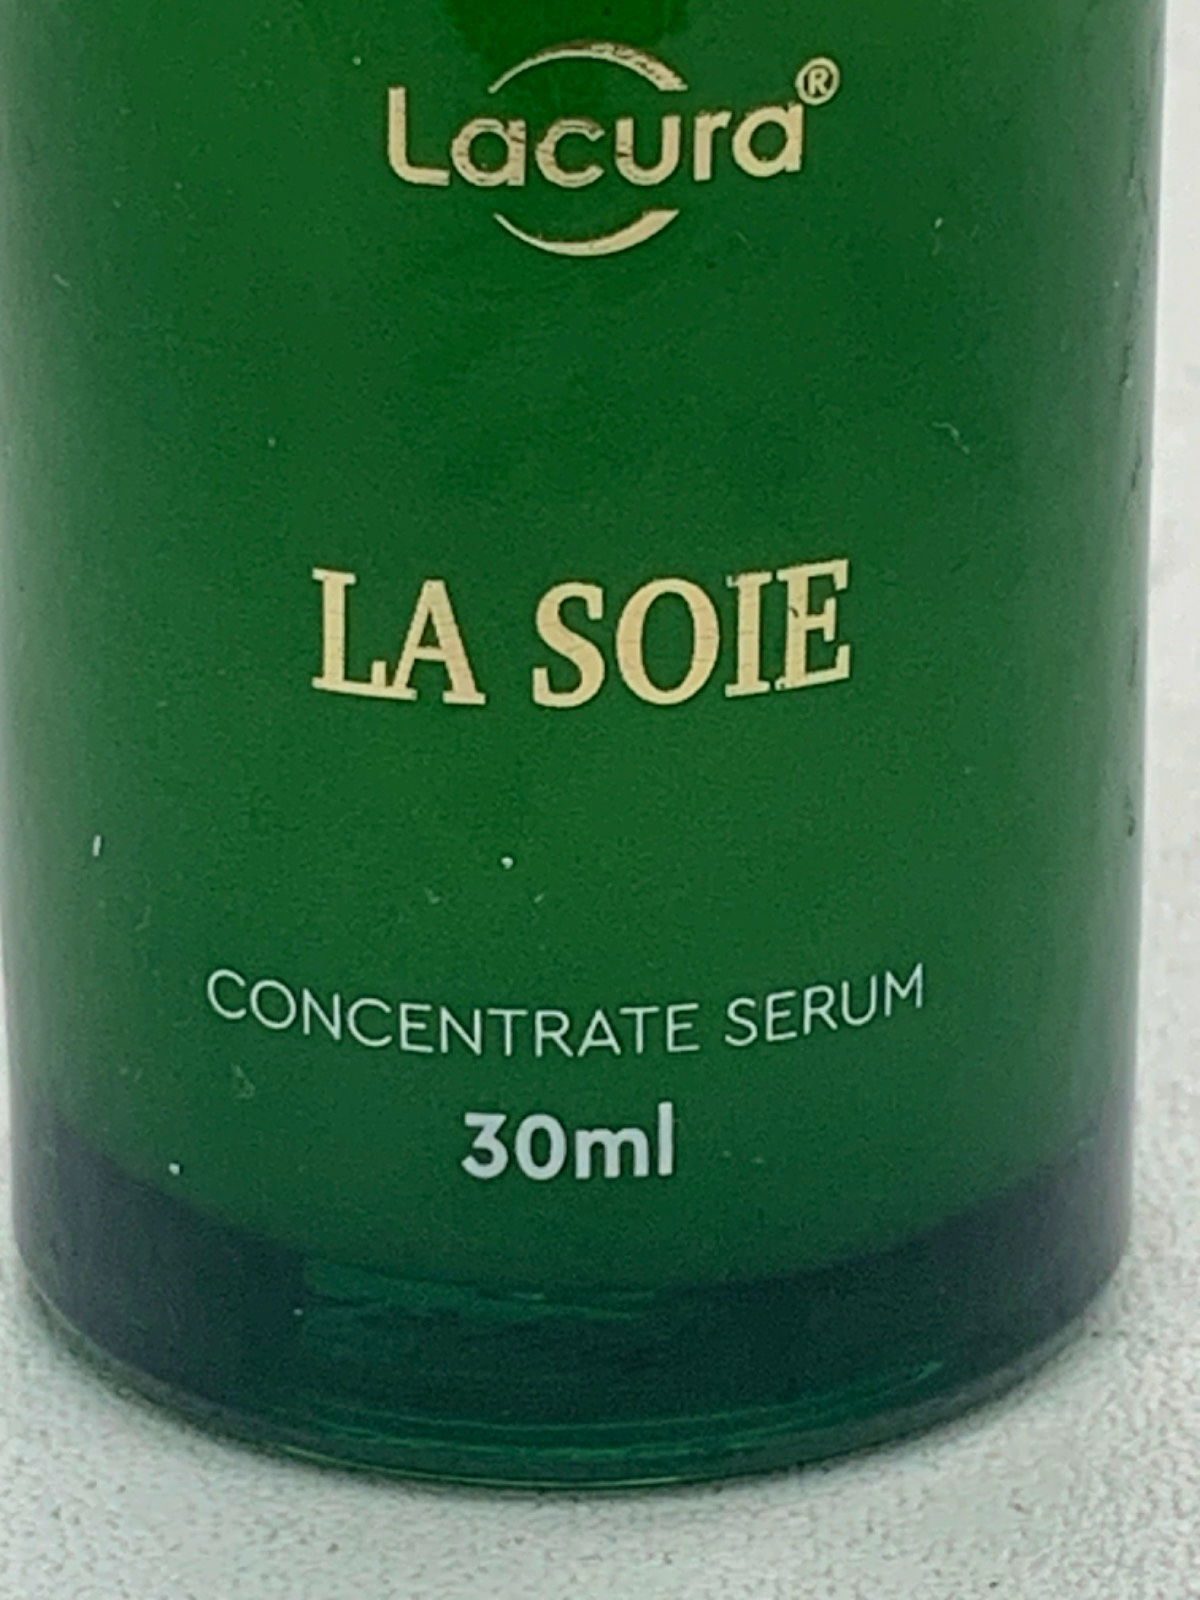 Lacura®
LA SOIE
CONCENTRATE SERUM
30ml